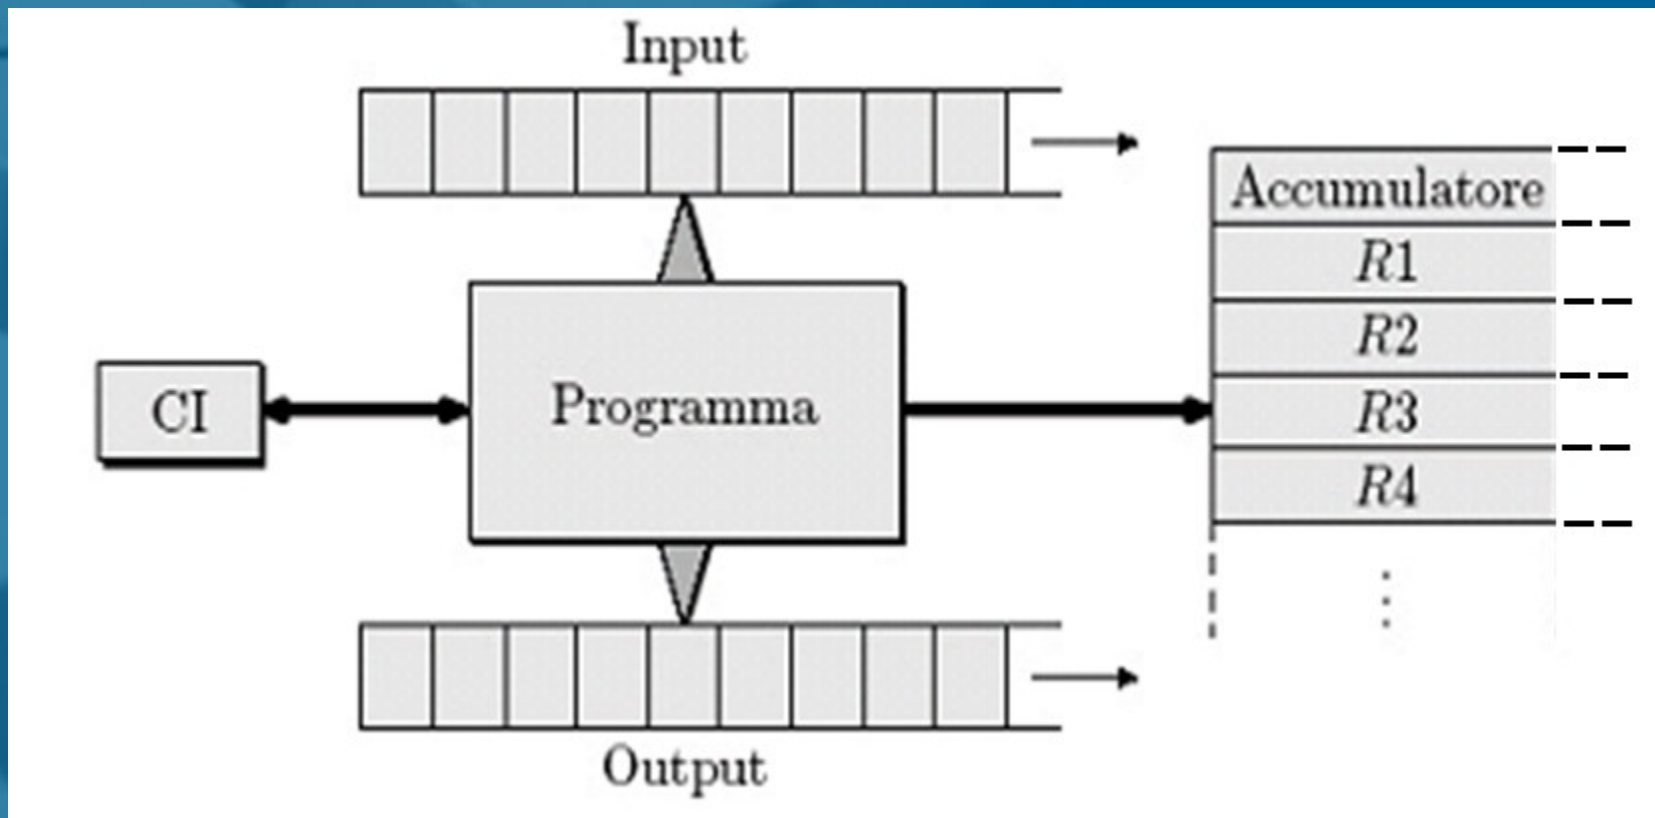 Input
Accumulatore
R1
R2
CI
Programma
R3
R4
Output